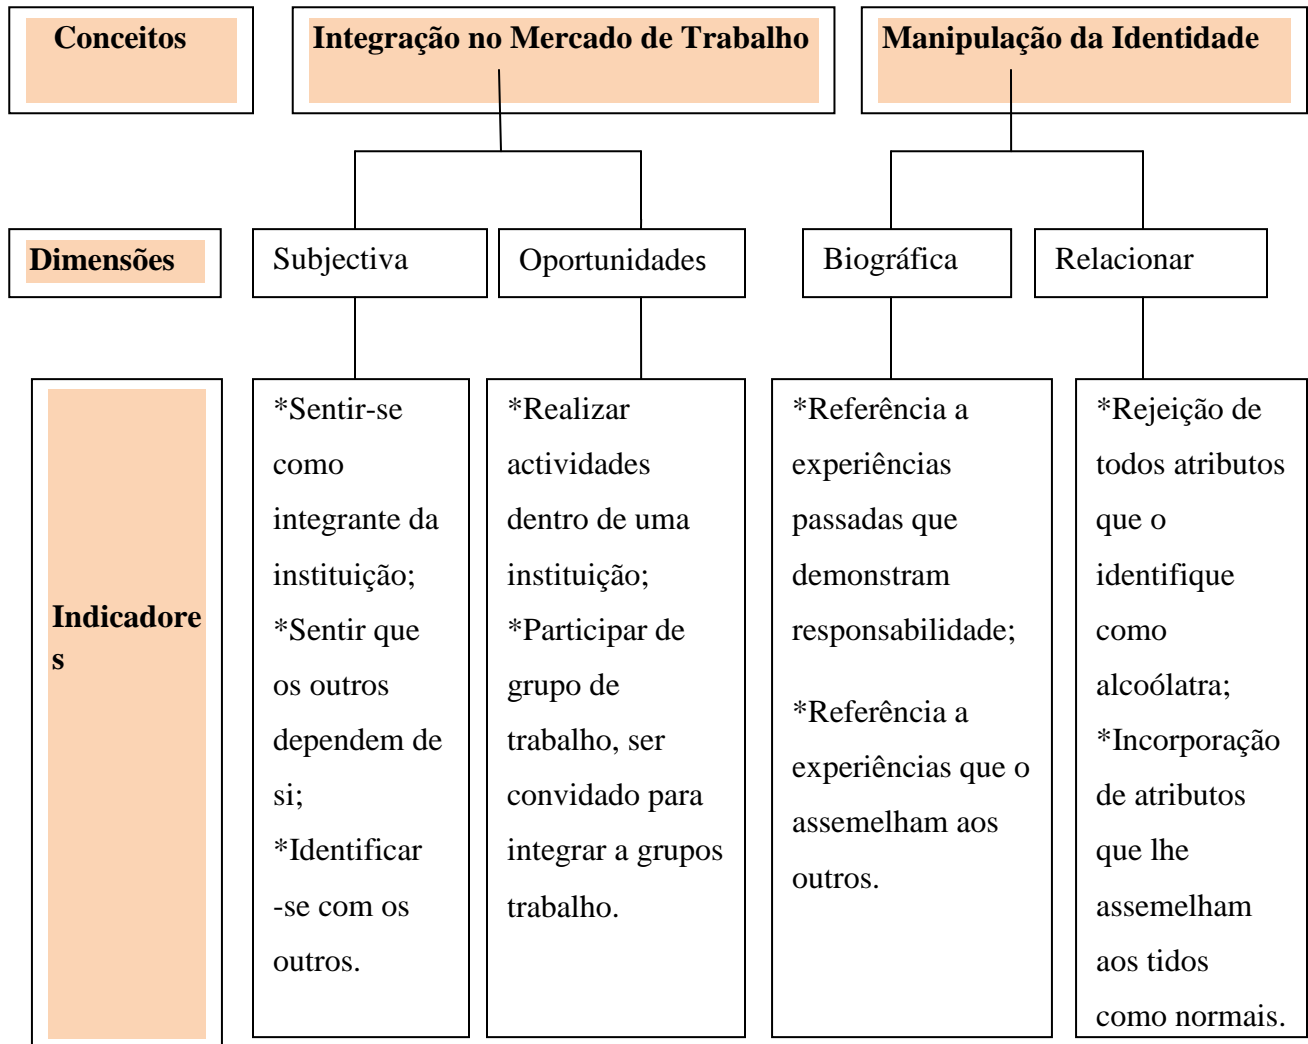 Conceitos
Integração no Mercado de Trabalho
Manipulação da Identidade
Dimensões
Subjectiva
Oportunidades
Biográfica
Relacionar
Indicadore
s
*Sentir-se
como
integrante da
instituição;
*Sentir que
os outros
dependem de
si;
*Identificar
-se com os
outros.
*Realizar
actividades
dentro de uma
instituição;
*Participar de
grupo de
trabalho, ser
convidado para
integrar a grupos
trabalho.
*Referência a
experiências
passadas que
demonstram
responsabilidade;
*Referência a
experiências que o
assemelham aos
outros.
*Rejeição de
todos atributos
que o
identifique
como
alcoólatra;
*Incorporação
de atributos
que lhe
assemelham
aos tidos
como normais.